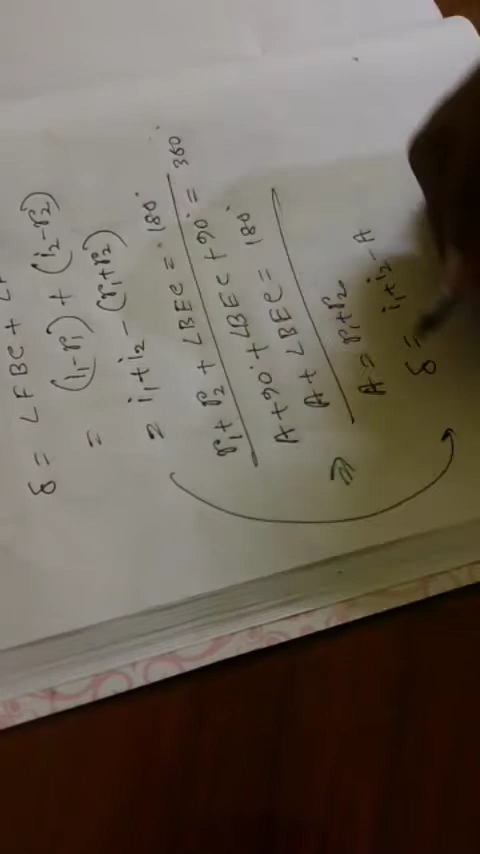 δ = ∠FBC + ∠
= (i₁-r₁) + (i₂-r₂)
= i₁+i₂ - (r₁+r₂)
r₁ + r₂ + ∠BEC = 180°
A+90° + ∠BEC +90° = 360°
A + ∠BEC = 180°
⇒ A = r₁+r₂
δ = i₁+i₂-A